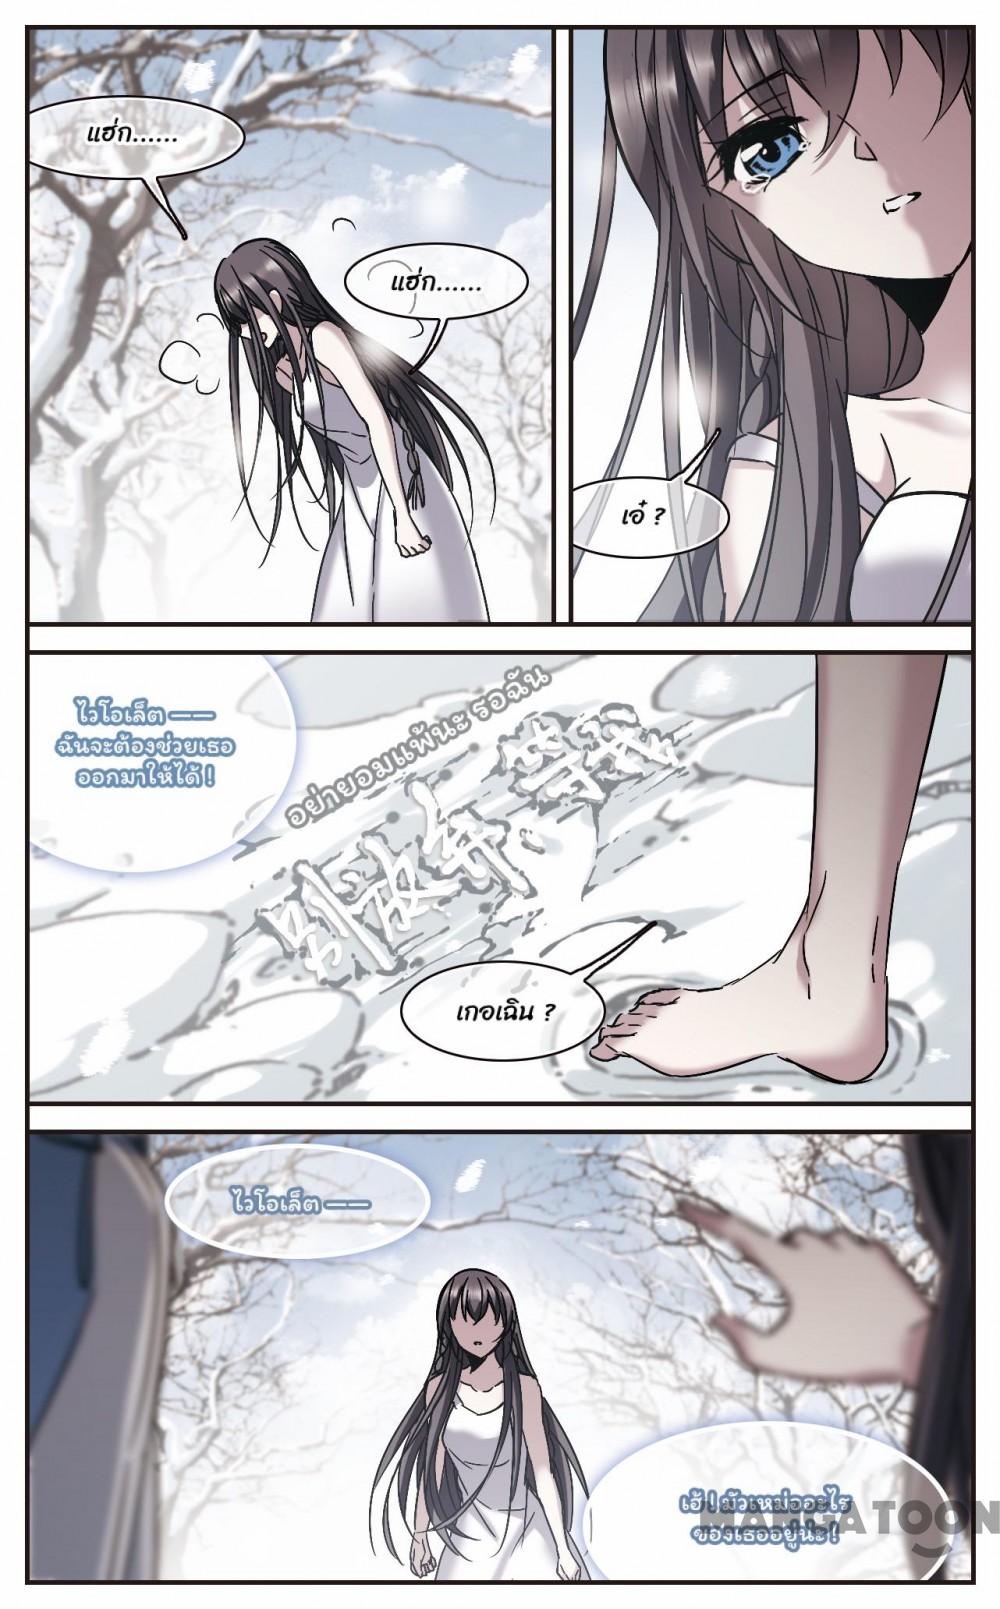 แฮ่ก......
แฮ่ก......
เอ๋ ?
ไวโอเล็ต ——
ฉันจะต้องช่วยเธอ
ออกมาให้ได้ !
อย่ายอมแพ้นะ รอฉัน
别放弃,等我
เกอเฉิน ?
ไวโอเล็ต ——
เฮ้ ! มัวเหม่ออะไร
ของเธออยู่น่ะ !
MANGATOON